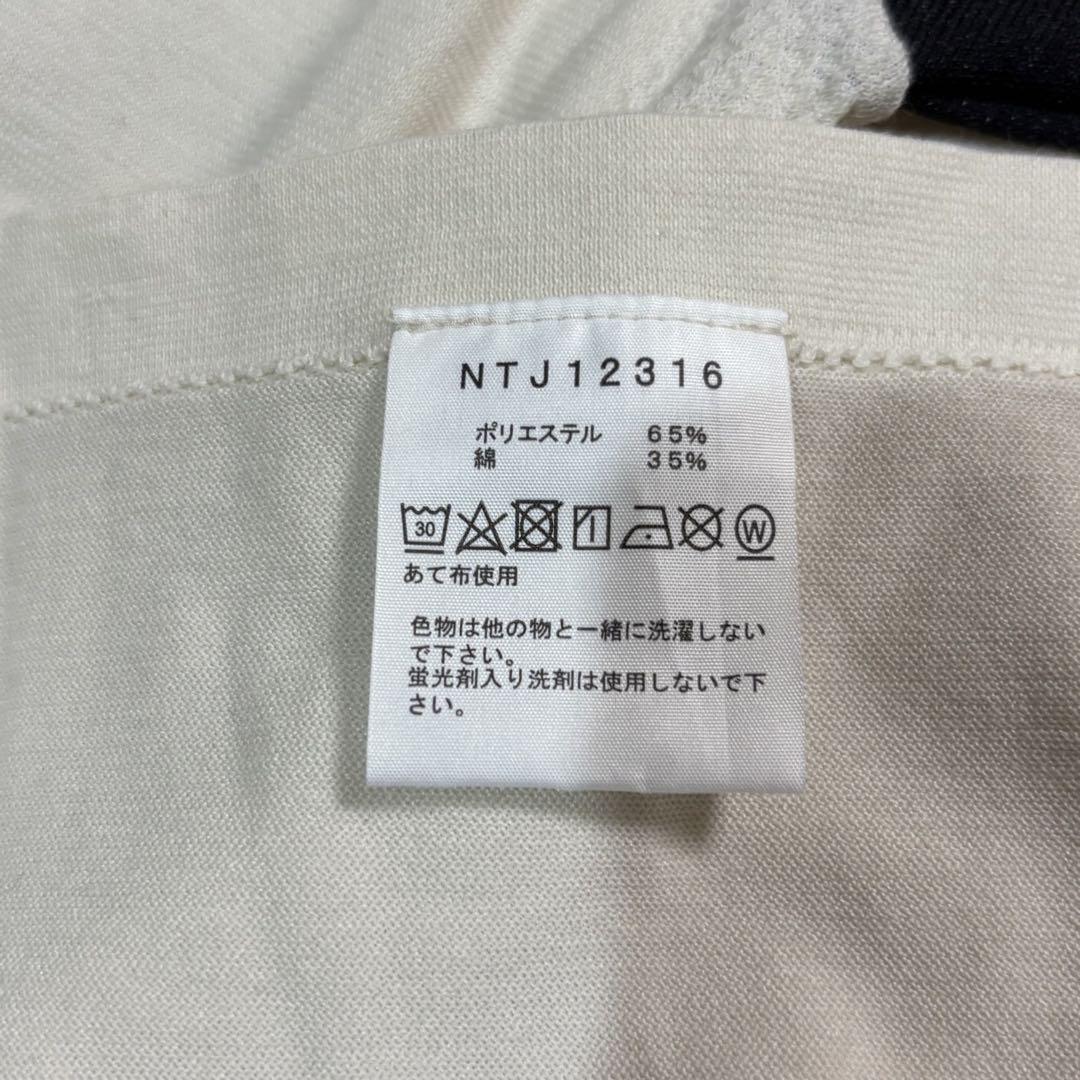 NTJ12316
ポリエステル 65%
綿 35%
30 W
あて布使用
色物は他の物と一緒に洗濯しない
で下さい。
蛍光剤入り洗剤は使用しないで下
さい。